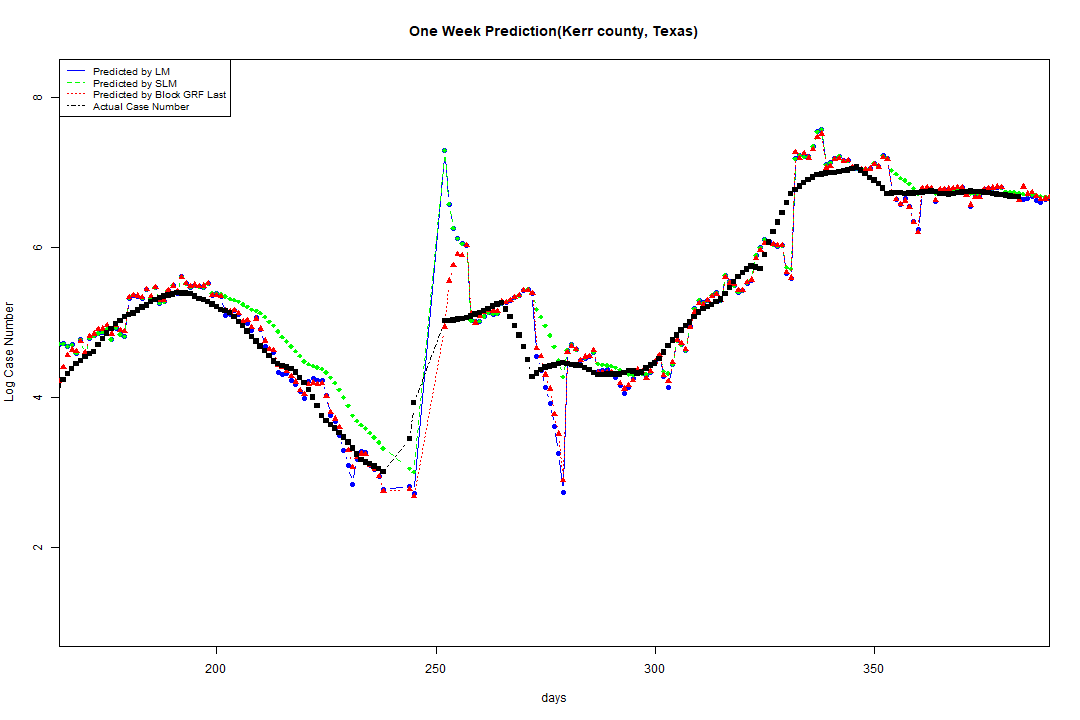 One Week Prediction(Kerr county, Texas)
Predicted by LM
Predicted by SLM
Predicted by Block GRF Last
Actual Case Number
8
6
4
2
Log Case Number
200
250
300
350
days